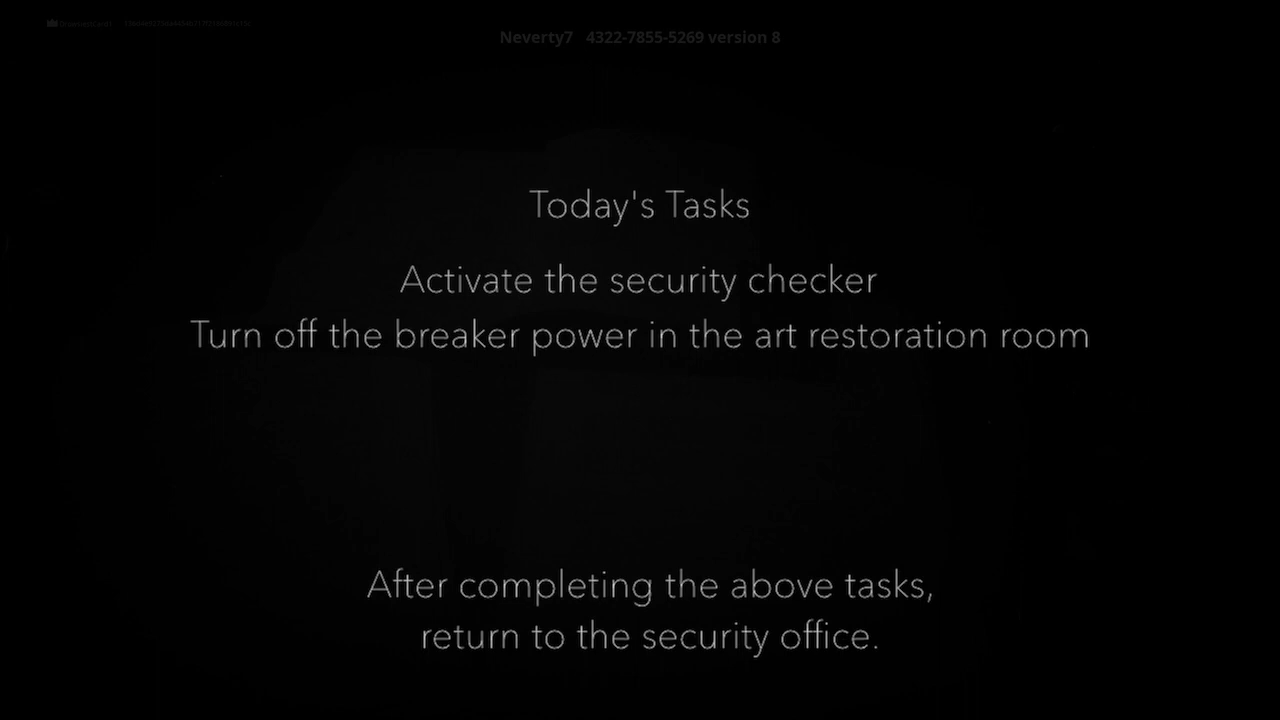 Neverty7 4322-7855-5269 version 8
Today's Tasks
Activate the security checker
Turn off the breaker power in the art restoration room
After completing the above tasks,
return to the security office.